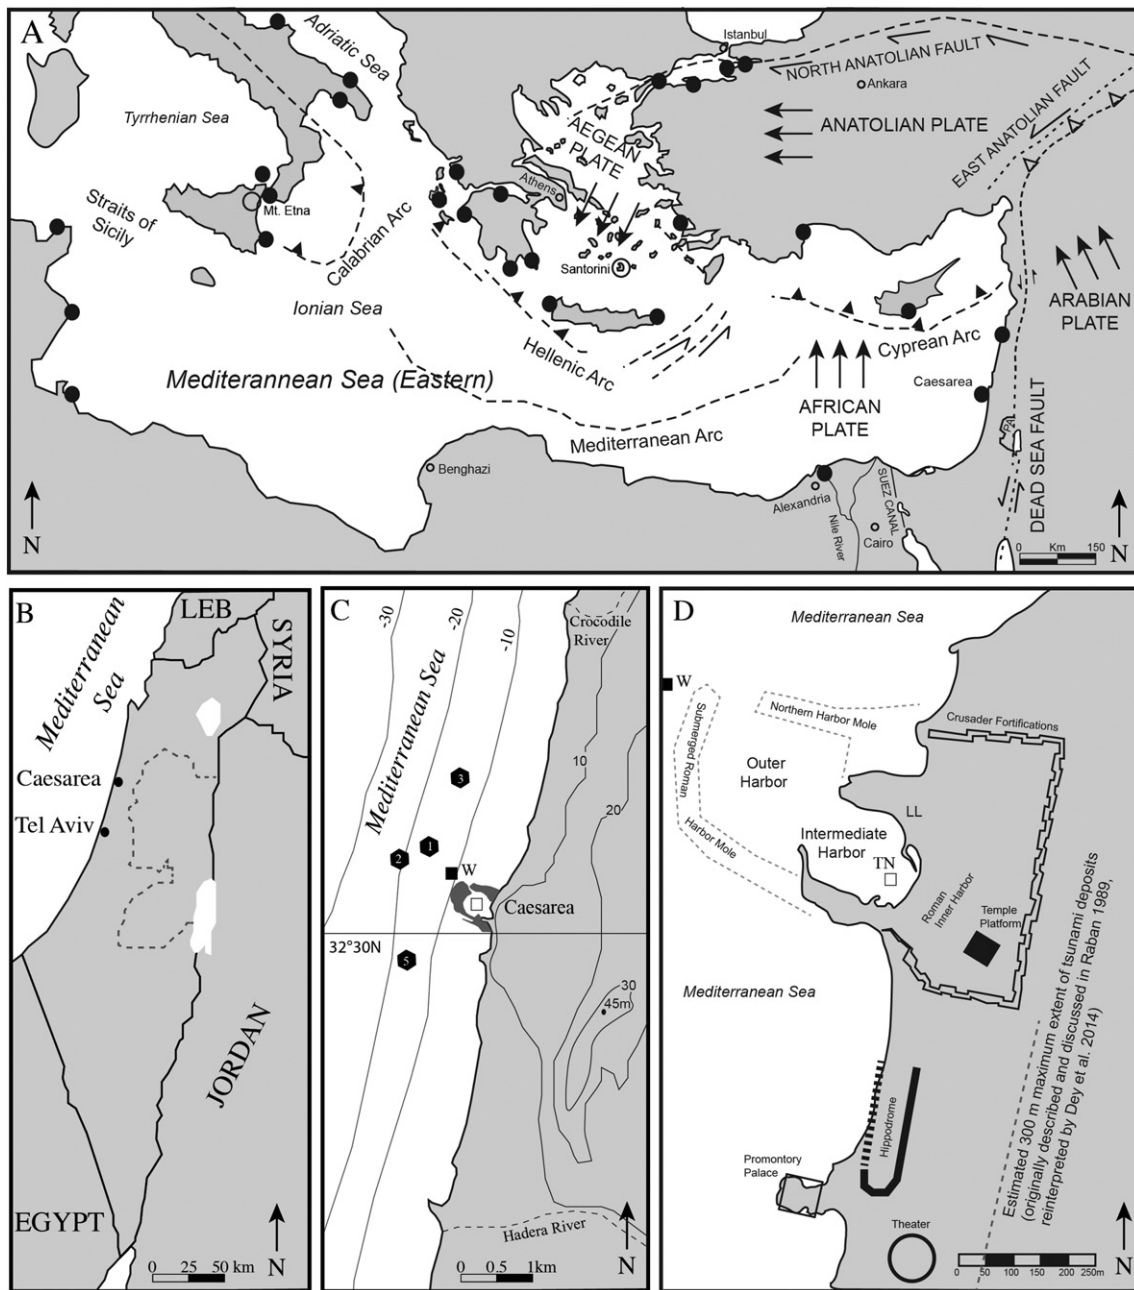 A
Adriatic Sea
Istanbul
NORTH ANATOLIAN FAULT
Ankara
Tyrrhenian Sea
AEGEAN
PLATE
ANATOLIAN PLATE
EAST ANATOLIAN FAULT
Athens
Mt. Etna
Straits of
Sicily
Calabrian Arc
Santorini
ARABIAN
PLATE
Ionian Sea
Hellenic Arc
Cyprean Arc
Mediterannean Sea (Eastern)
Caesarea
AFRICAN
PLATE
PA
Mediterranean Arc
DEAD SEA FAULT
Benghazi
Alexandria
SUEZ CANAL
Nile River
Cairo
N
0 Km 150
N
B
Mediterranean
Sea
LEB
SYRIA
Caesarea
Tel Aviv
JORDAN
EGYPT
N
0 25 50 km
C
-30
-20
-10
Crocodile
River
Mediterranean Sea
10
20
3
1
2
W
Caesarea
32°30N
5
30
45m
Hadera River
N
0 0.5 1km
D
Mediterranean Sea
W
Submerged Roman
Harbor Mole
Northern Harbor Mole
Crusader Fortifications
Outer
Harbor
LL
Intermediate
Harbor
TN
Roman
Inner Harbor
Temple
Platform
Mediterranean Sea
Estimated 300 m maximum extent of tsunami deposits
(originally described and discussed in Raban 1989,
reinterpreted by Dey et al. 2014)
Hippodrome
Promontory
Palace
Theater
N
0 50 100 150 200 250m